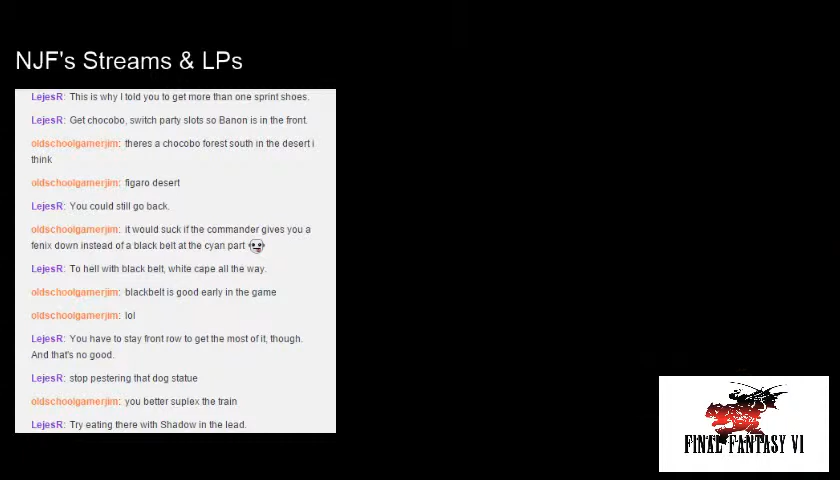 NJF's Streams & LPs
LejesR: This is why I told you to get more than one sprint shoes.
LejesR: Get chocobo, switch party slots so Banon is in the front.
oldschoolgamerjim: theres a chocobo forest south in the desert i
think
oldschoolgamerjim: figaro desert
LejesR: You could still go back.
oldschoolgamerjim: it would suck if the commander gives you a
fenix down instead of a black belt at the cyan part
LejesR: To hell with black belt, white cape all the way.
oldschoolgamerjim: blackbelt is good early in the game
oldschoolgamerjim: lol
LejesR: You have to stay front row to get the most of it, though.
And that's no good.
LejesR: stop pestering that dog statue
oldschoolgamerjim: you better suplex the train
LejesR: Try eating there with Shadow in the lead.
FINAL FANTASY VI